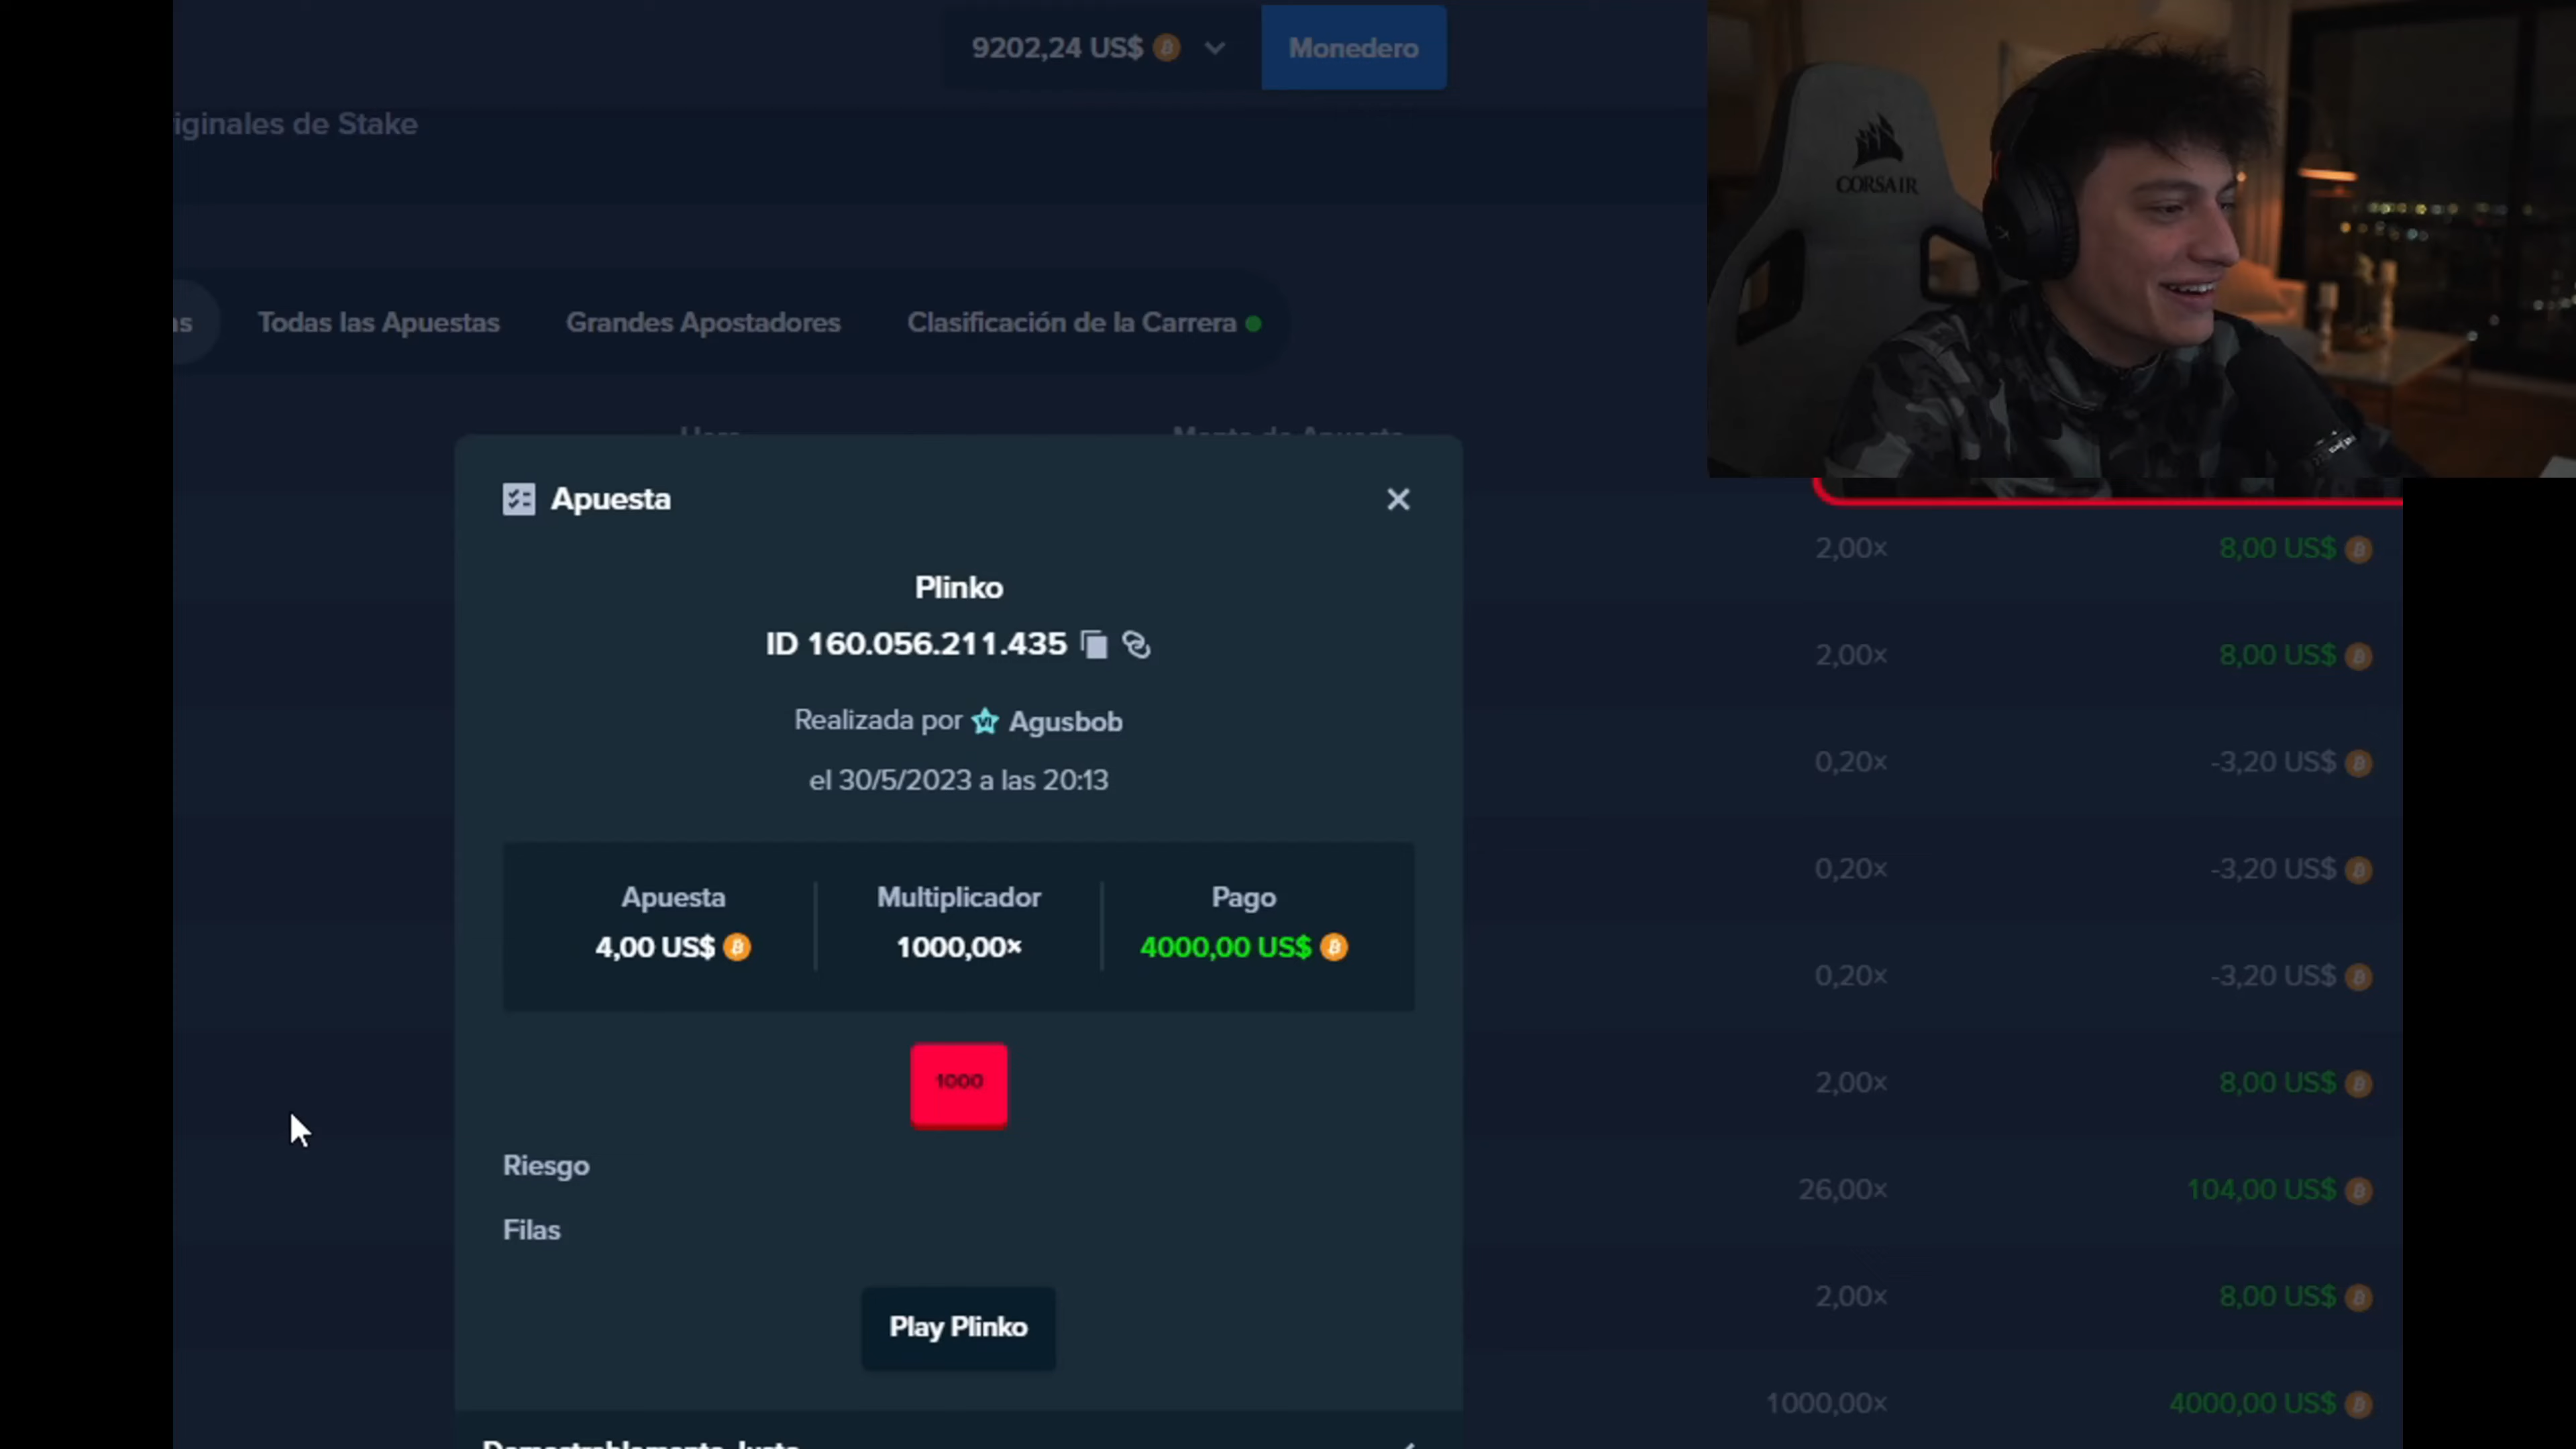 9202,24 US$
Monedero
iginales de Stake
CORSAIR
as
Todas las Apuestas
Grandes Apostadores
Clasificación de la Carrera
Apuesta
Plinko
ID 160.056.211.435
Realizada por Agusbob
el 30/5/2023 a las 20:13
Apuesta
Multiplicador
Pago
4,00 US$
1000,00×
4000,00 US$
1000
Riesgo
Filas
Play Plinko
2,00× 8,00 US$
2,00× 8,00 US$
0,20× -3,20 US$
0,20× -3,20 US$
0,20× -3,20 US$
2,00× 8,00 US$
26,00× 104,00 US$
2,00× 8,00 US$
1000,00× 4000,00 US$